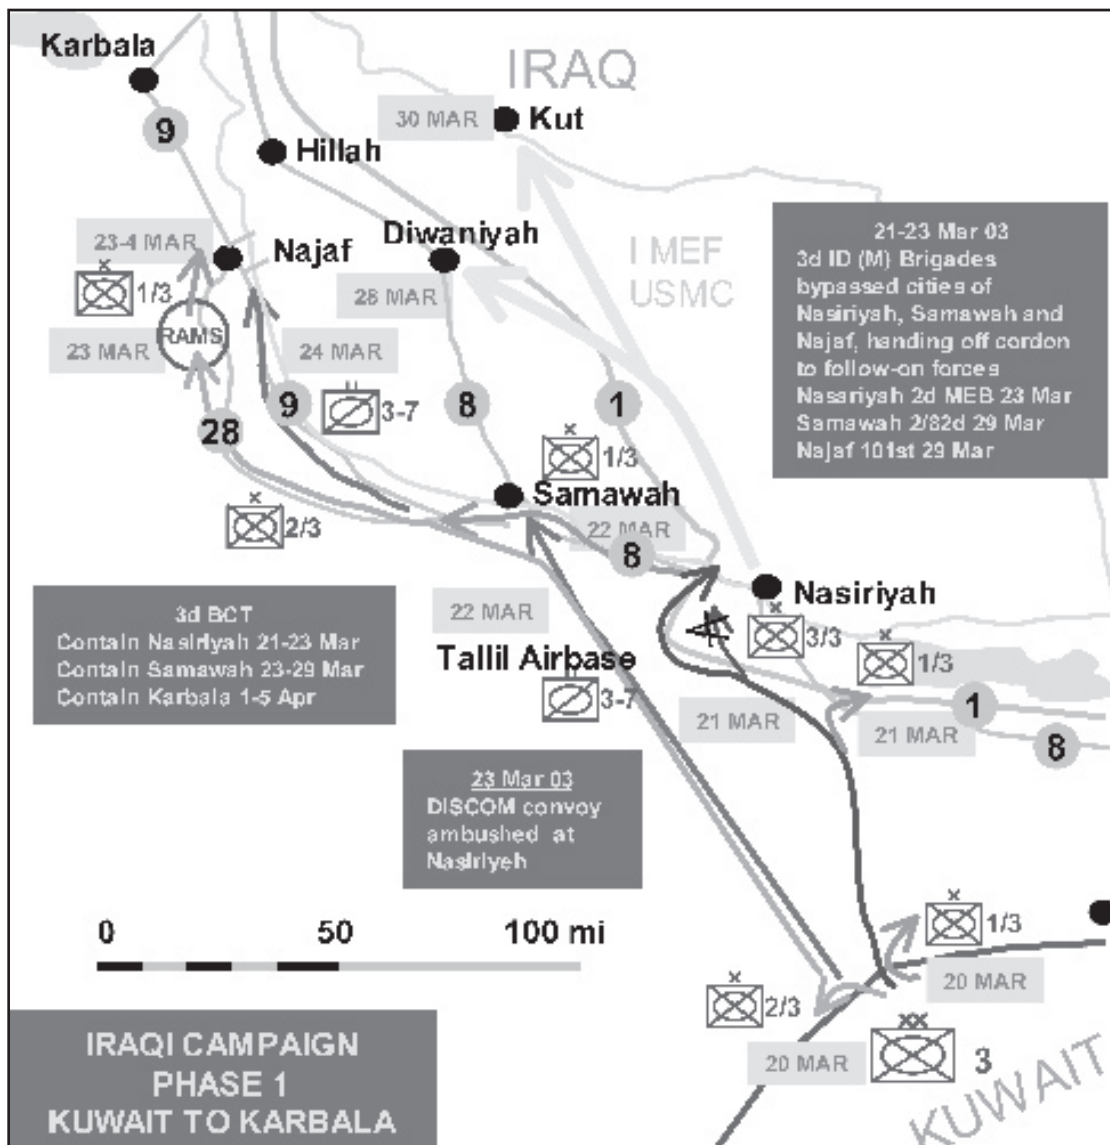 Karbala
IRAQ
30 MAR
Kut
9
Hillah
23-4 MAR
Najaf
Diwaniyah
I MEF
USMC
21-23 Mar 03
3d ID (M) Brigades
bypassed cities of
Nasiriyah, Samawah and
Najaf, handing off cordon
to follow-on forces
Nasariyah 2d MEB 23 Mar
Samawah 2/82d 29 Mar
Najaf 101st 29 Mar
1/3
28 MAR
RAMS
23 MAR
24 MAR
9
3-7
8
1
28
1/3
Samawah
2/3
22 MAR
8
3d BCT
Contain Nasiriyah 21-23 Mar
Contain Samawah 23-29 Mar
Contain Karbala 1-5 Apr
22 MAR
Nasiriyah
3/3
Tallil Airbase
1/3
3-7
21 MAR
1
21 MAR
8
23 Mar 03
DISCOM convoy
ambushed at
Nasiriyeh
0 50 100 mi
1/3
20 MAR
2/3
20 MAR
3
KUWAIT
IRAQI CAMPAIGN
PHASE 1
KUWAIT TO KARBALA